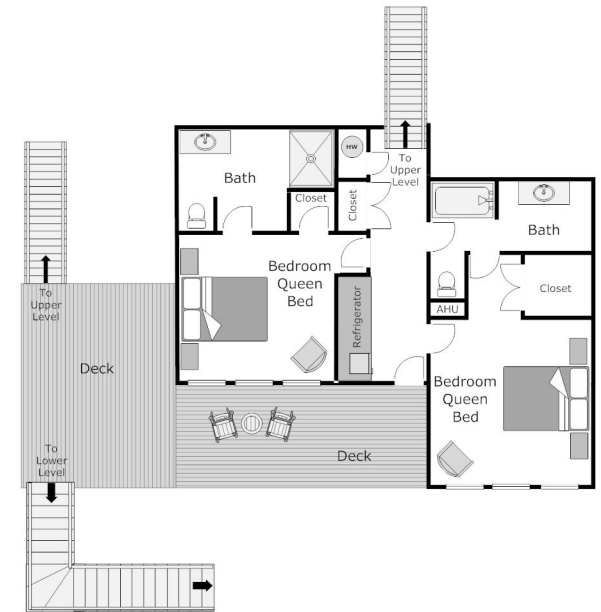 HW
To
Upper
Level
Bath
Closet
Closet
Bath
To
Upper
Level
Bedroom
Queen
Bed
Refrigerator
Closet
AHU
Deck
Bedroom
Queen
Bed
To
Lower
Level
Deck